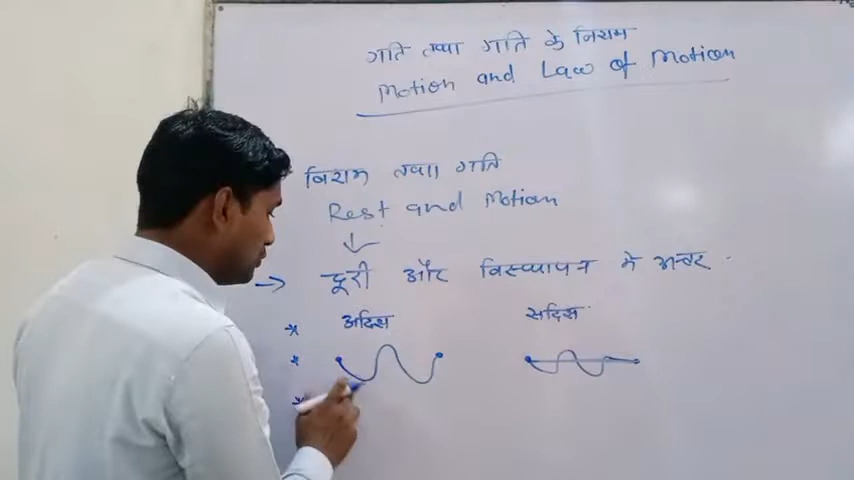 गति तथा गति के नियम
Motion and Law of Motion
विराम तथा गति
Rest and Motion
→ दूरी और विस्थापन में अन्तर
* अदिश सदिस
*
*